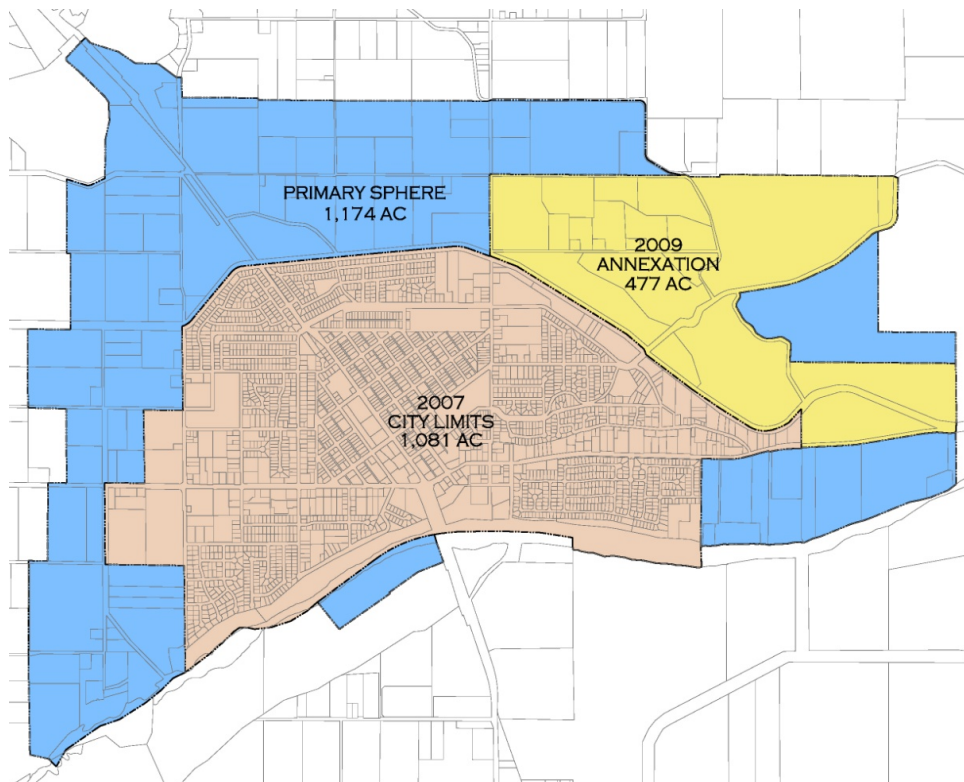 PRIMARY SPHERE
1,174 AC
2009
ANNEXATION
477 AC
2007
CITY LIMITS
1,081 AC